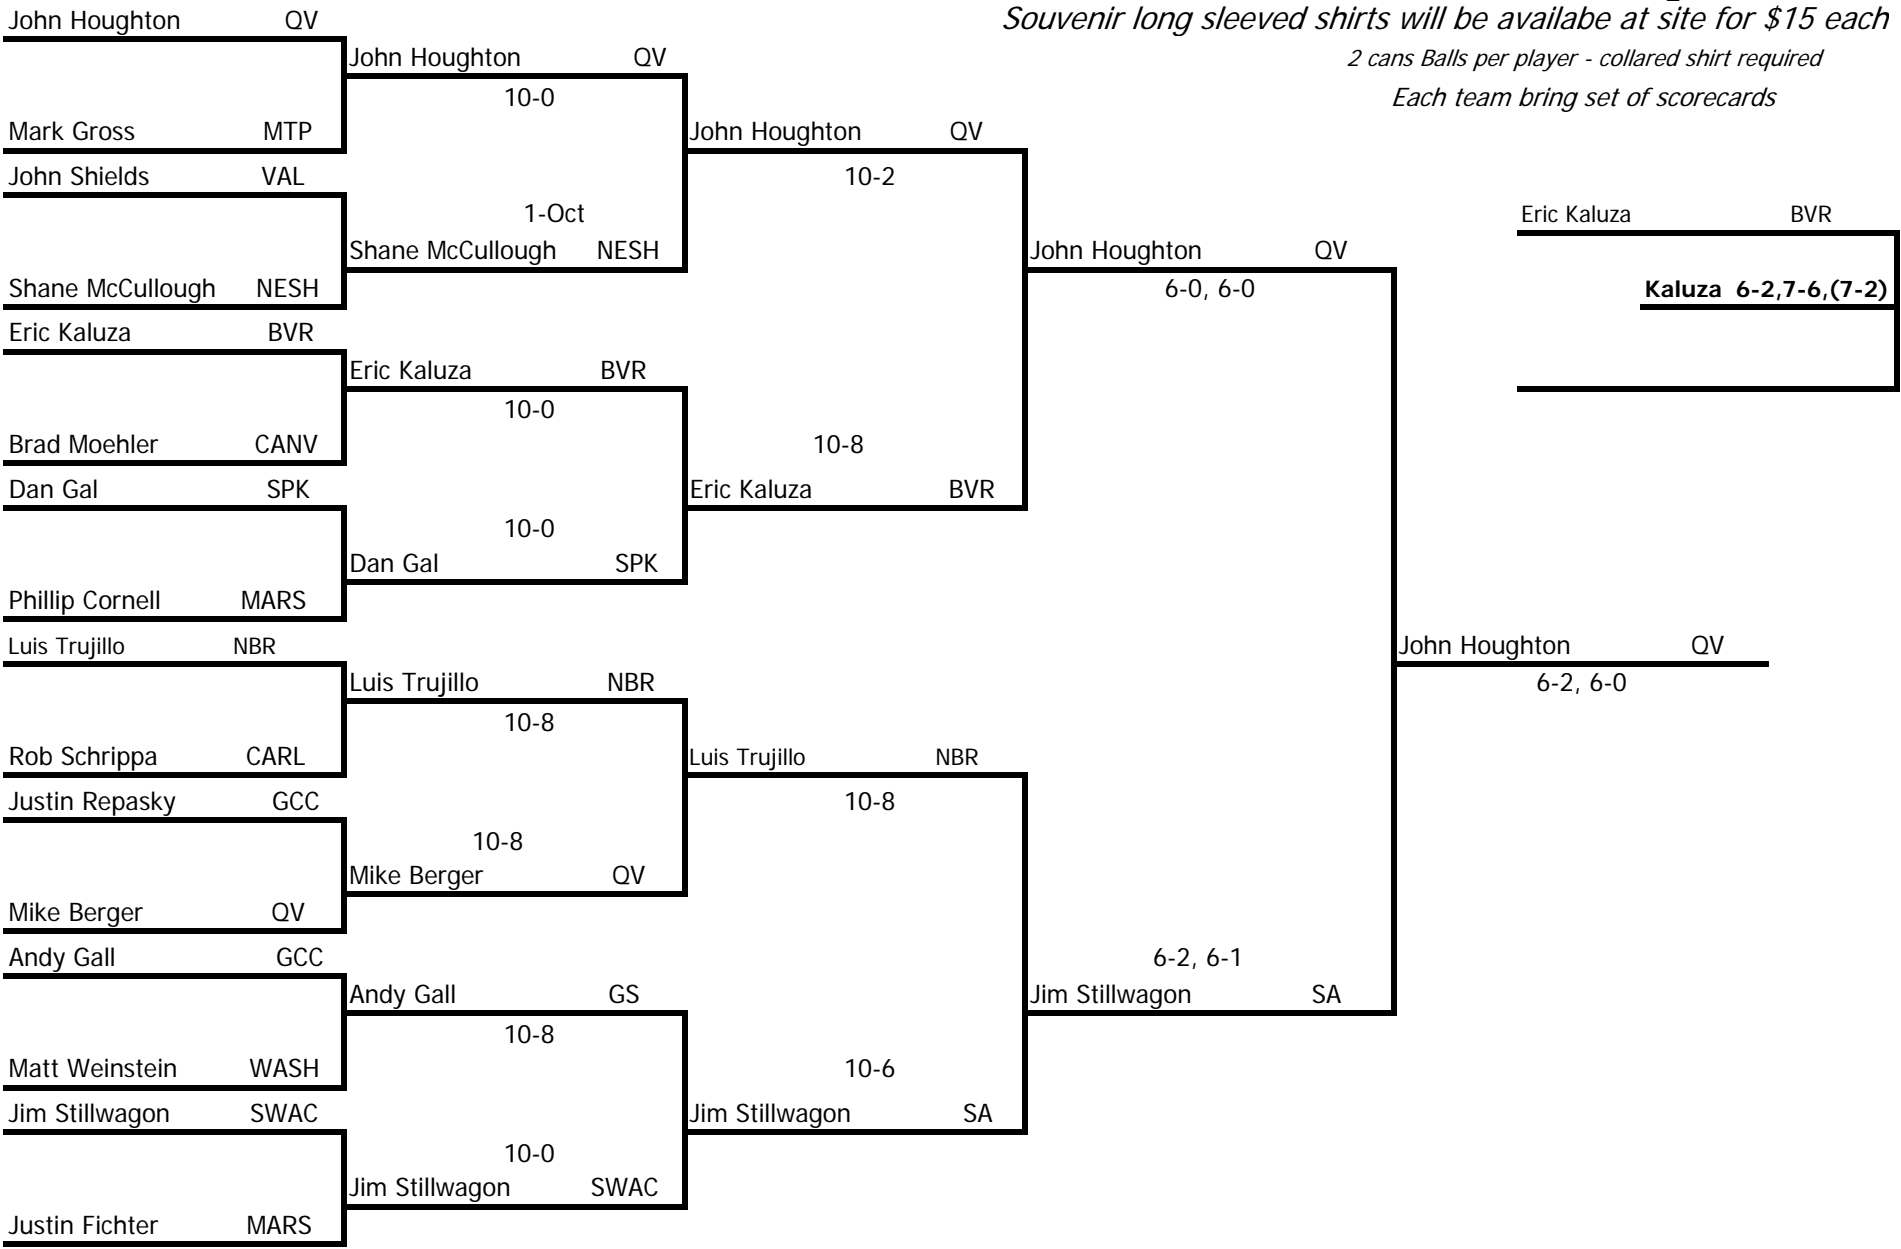 Souvenir long sleeved shirts will be availabe at site for $15 each
2 cans Balls per player - collared shirt required
Each team bring set of scorecards
John Houghton QV
Mark Gross MTP
John Shields VAL
Shane McCullough NESH
Eric Kaluza BVR
Brad Moehler CANV
Dan Gal SPK
Phillip Cornell MARS
Luis Trujillo NBR
Rob Schrippa CARL
Justin Repasky GCC
Mike Berger QV
Andy Gall GCC
Matt Weinstein WASH
Jim Stillwagon SWAC
Justin Fichter MARS
John Houghton QV
10-0
1-Oct
Shane McCullough NESH
Eric Kaluza BVR
10-0
10-0
Dan Gal SPK
Luis Trujillo NBR
10-8
10-8
Mike Berger QV
Andy Gall GS
10-8
10-0
Jim Stillwagon SWAC
John Houghton QV
10-2
10-8
Eric Kaluza BVR
Luis Trujillo NBR
10-8
10-6
Jim Stillwagon SA
John Houghton QV
6-0, 6-0
6-2, 6-1
Jim Stillwagon SA
John Houghton QV
6-2, 6-0
Eric Kaluza BVR
Kaluza 6-2,7-6,(7-2)